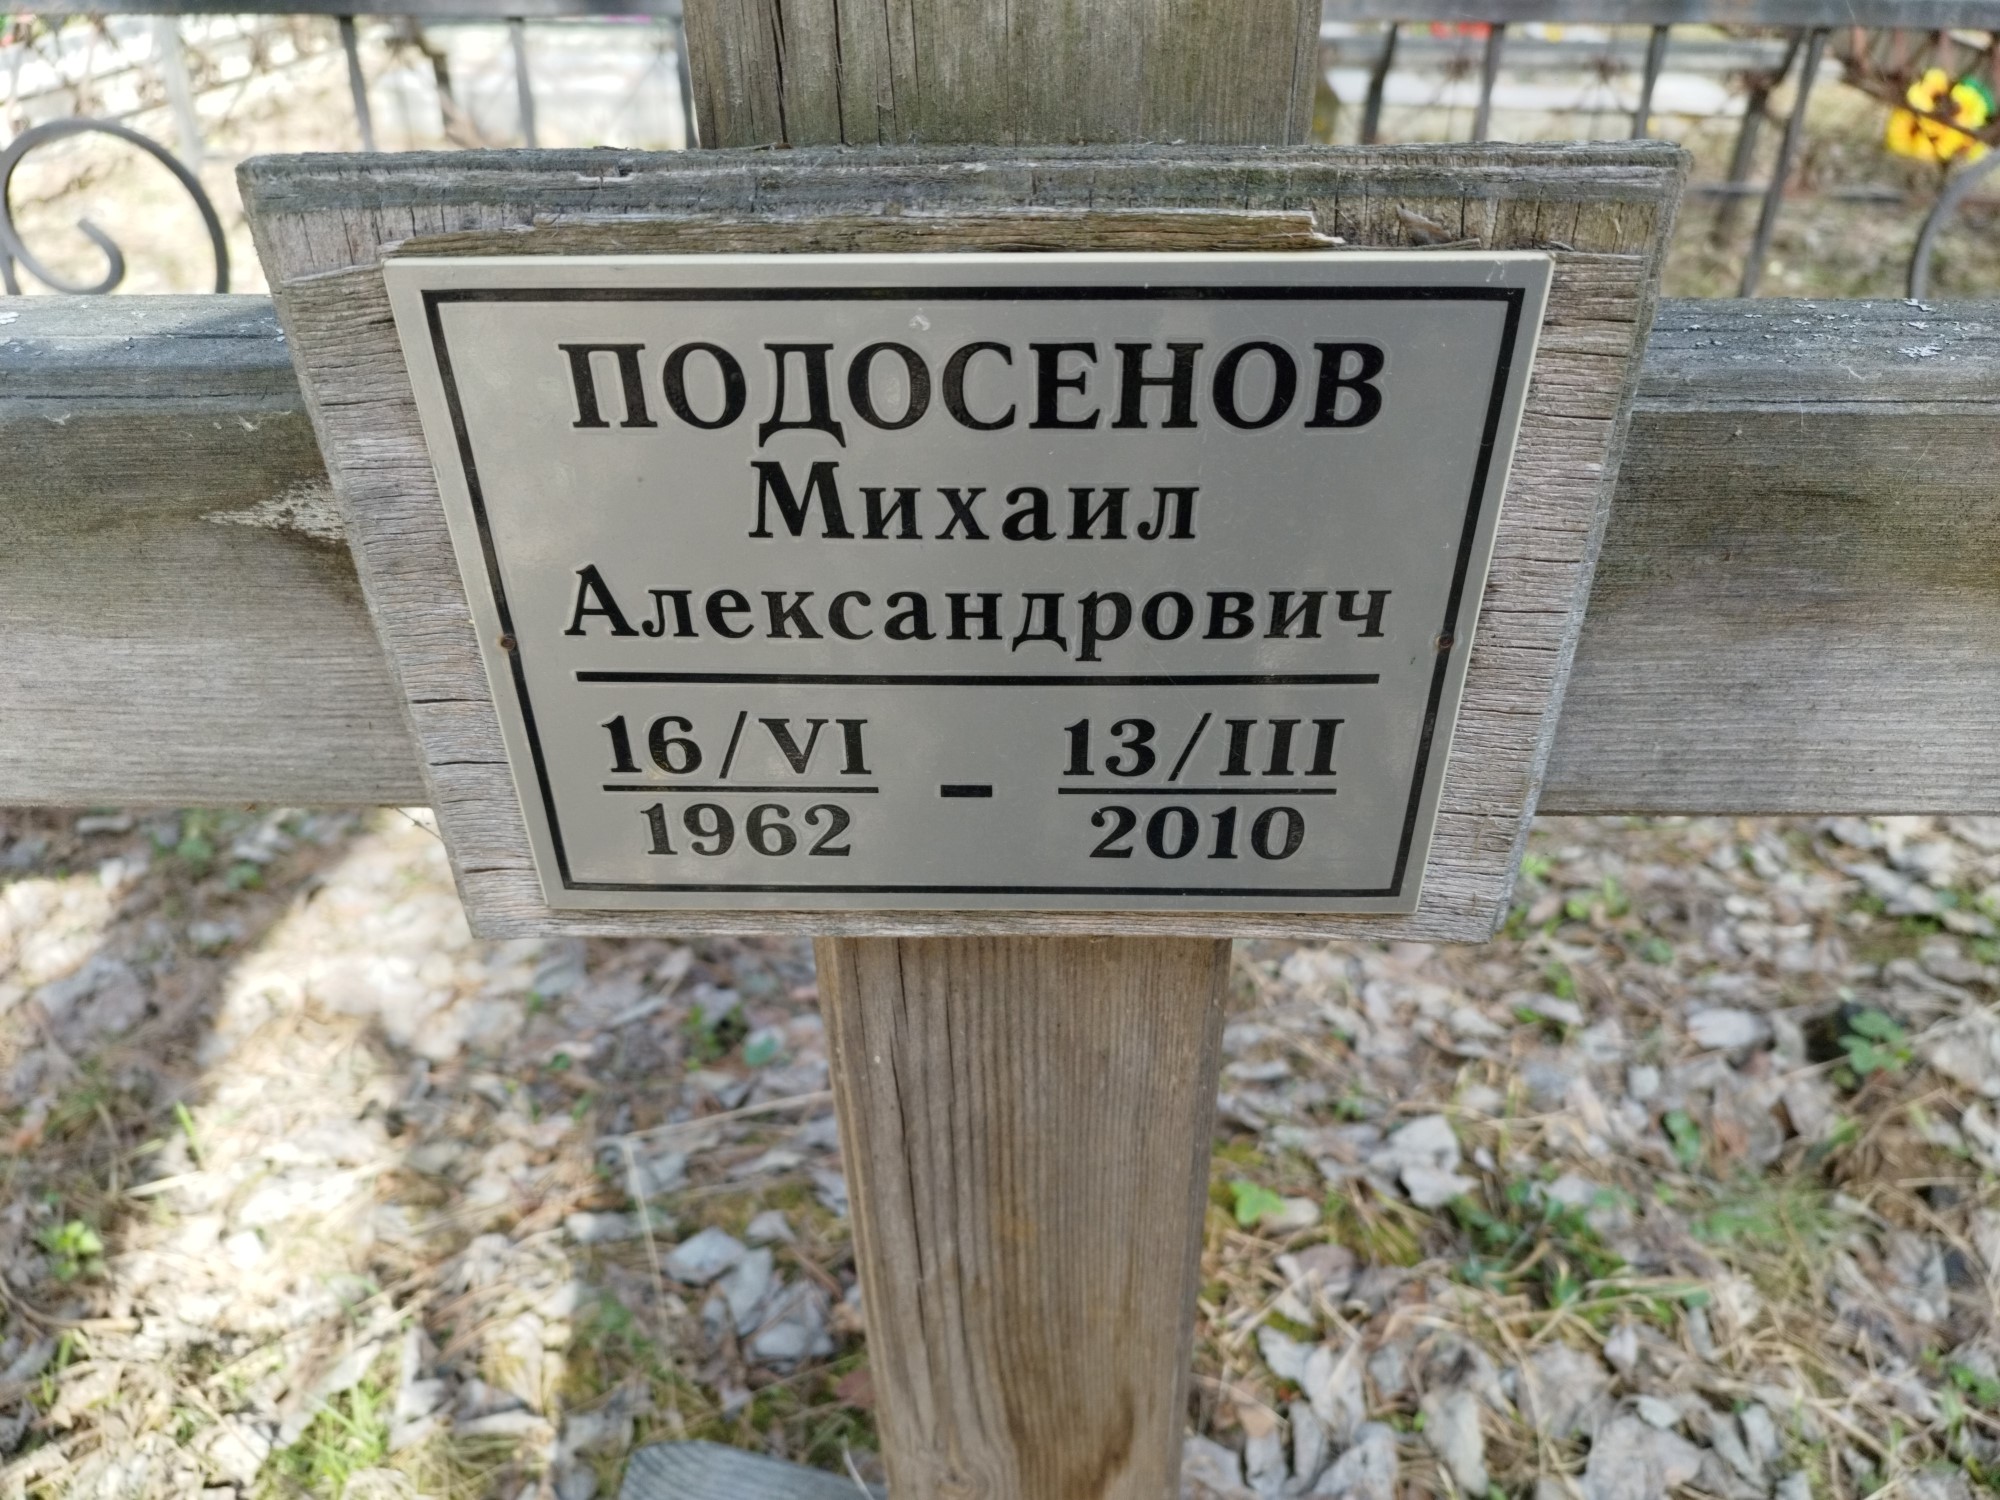 ПОДОСЕНОВ
Михаил
Александрович
16/VI - 13/III
1962 2010